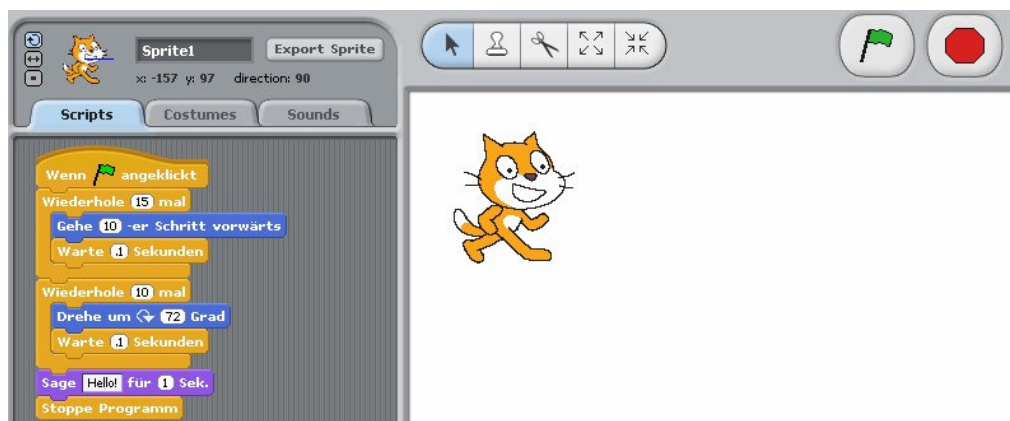 Sprite1 Export Sprite
x: -157 y: 97 direction: 90
Scripts Costumes Sounds
Wenn angeklickt
Wiederhole 15 mal
Gehe 10 -er Schritt vorwärts
Warte .1 Sekunden
Wiederhole 10 mal
Drehe um 72 Grad
Warte .1 Sekunden
Sage Hello! für 1 Sek.
Stoppe Programm